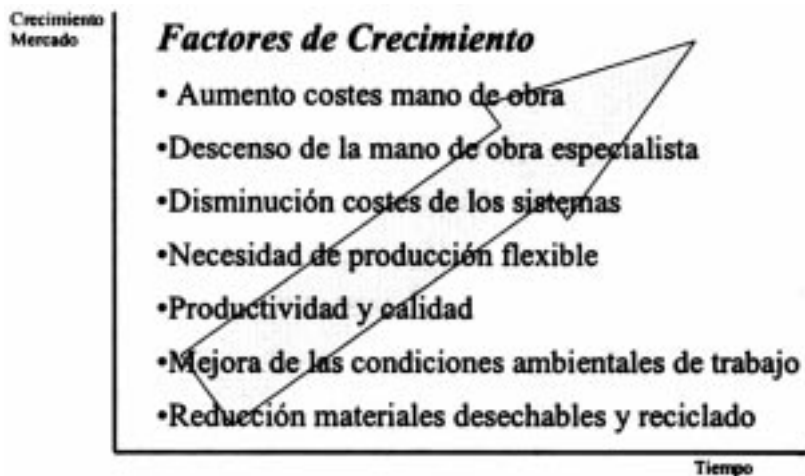 Crecimiento
Mercado
Factores de Crecimiento
• Aumento costes mano de obra
•Descenso de la mano de obra especialista
•Disminución costes de los sistemas
•Necesidad de producción flexible
•Productividad y calidad
•Mejora de las condiciones ambientales de trabajo
•Reducción materiales desechables y reciclado
Tiempo